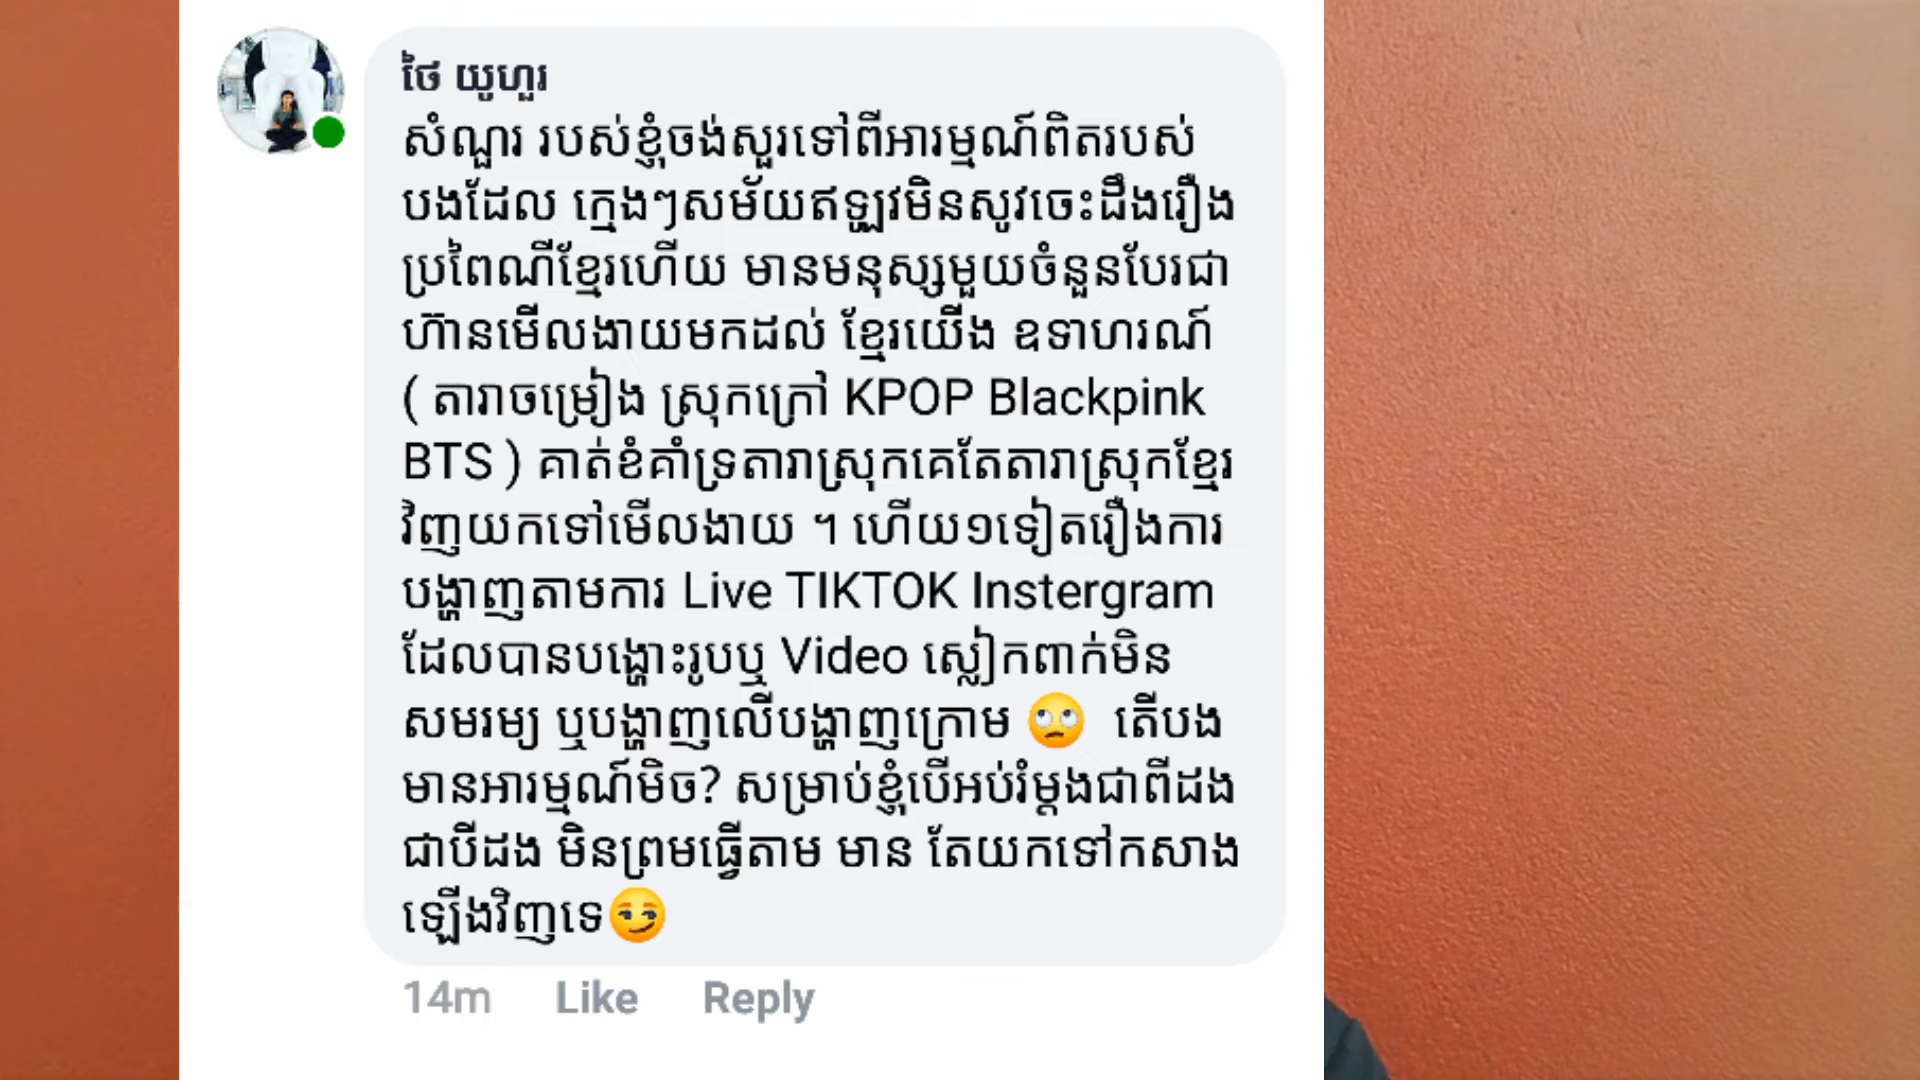 ថៃ យូហួរ
សំណួរ របស់ខ្ញុំចង់សួរទៅពីអារម្មណ៍ពិតរបស់
បងដែល ក្មេងៗសម័យឥឡូវមិនសូវចេះដឹងរឿង
ប្រពៃណីខ្មែរហើយ មានមនុស្សមួយចំនួនបែរជា
ហ៊ានមើលងាយមកដល់ ខ្មែរយើង ឧទាហរណ៍
( តារាចម្រៀង ស្រុកក្រៅ KPOP Blackpink
BTS ) គាត់ខំគាំទ្រតារាស្រុកគេតែតារាស្រុកខ្មែរ
វិញយកទៅមើលងាយ ។ ហើយ១ទៀតរឿងការ
បង្ហាញតាមការ Live TIKTOK Instergram
ដែលបានបង្ហោះរូបឬ Video ស្លៀកពាក់មិន
សមរម្យ ឬបង្ហាញលើបង្ហាញក្រោម 🙄 តើបង
មានអារម្មណ៍មិច? សម្រាប់ខ្ញុំបើអប់រំម្ដងជាពីដង
ជាបីដង មិនព្រមធ្វើតាម មាន តែយកទៅកសាង
ឡើងវិញទេ😏
14m Like Reply